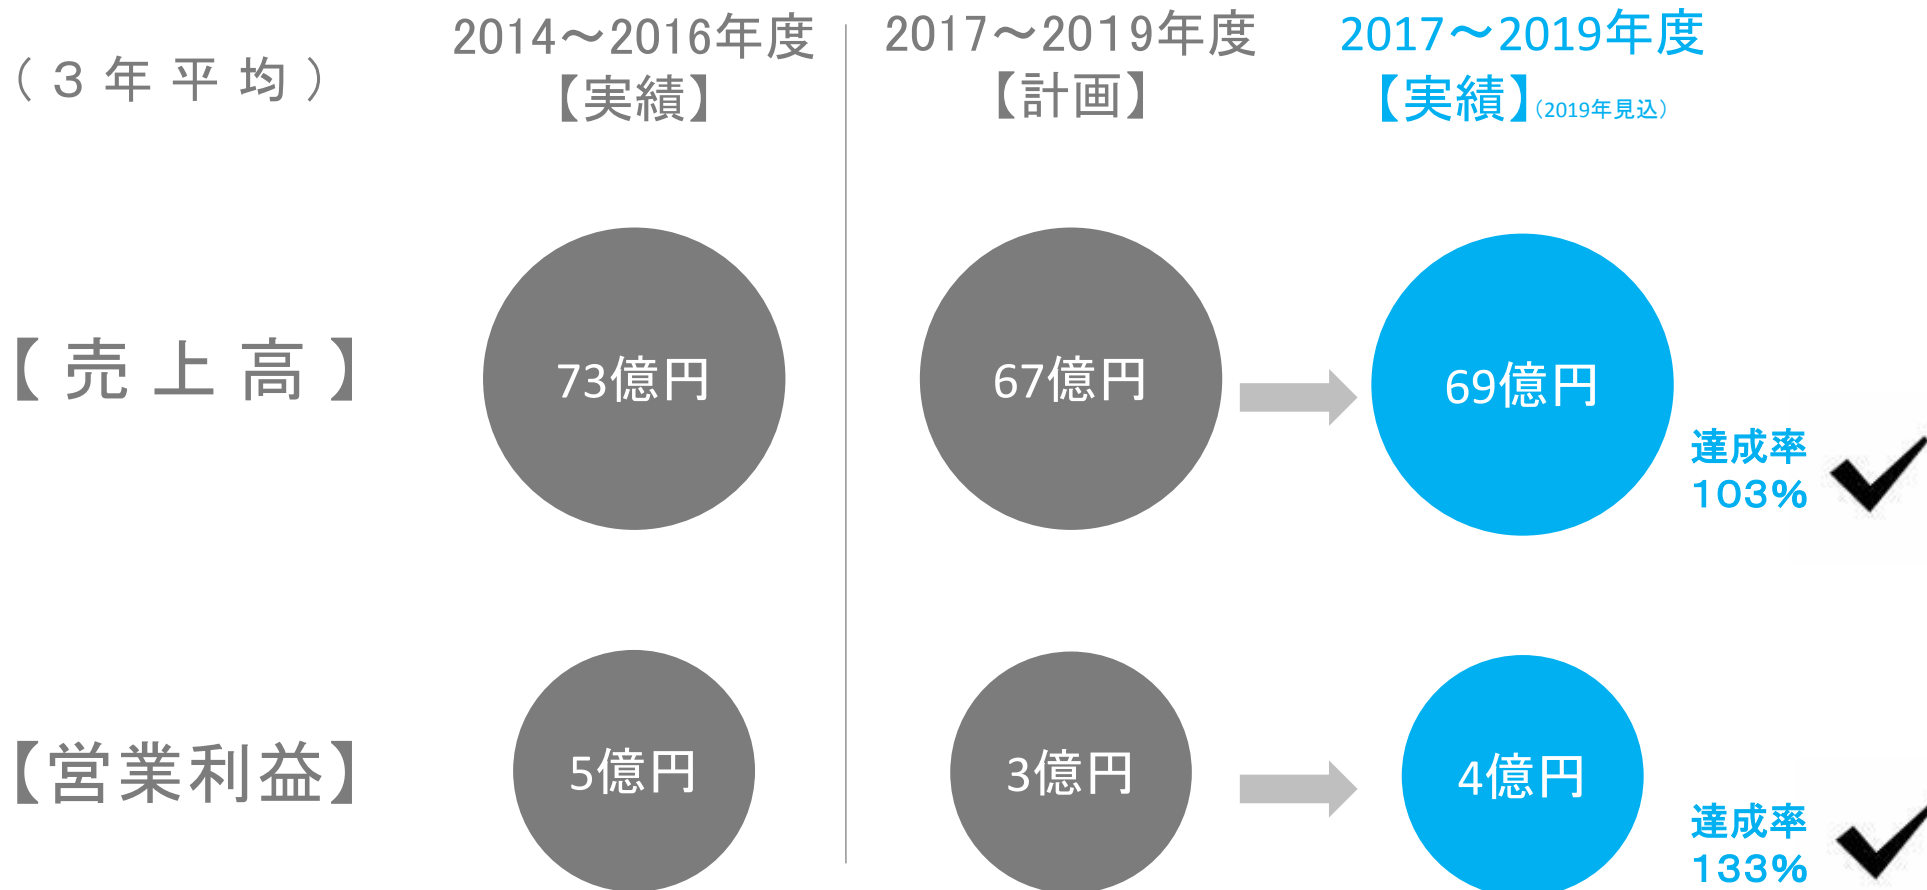 （３年平均）
2014～2016年度
【実績】
2017～2019年度
【計画】
2017～2019年度
【実績】（2019年見込）
【売上高】
73億円
67億円
69億円
達成率
103%
【営業利益】
5億円
3億円
4億円
達成率
133%